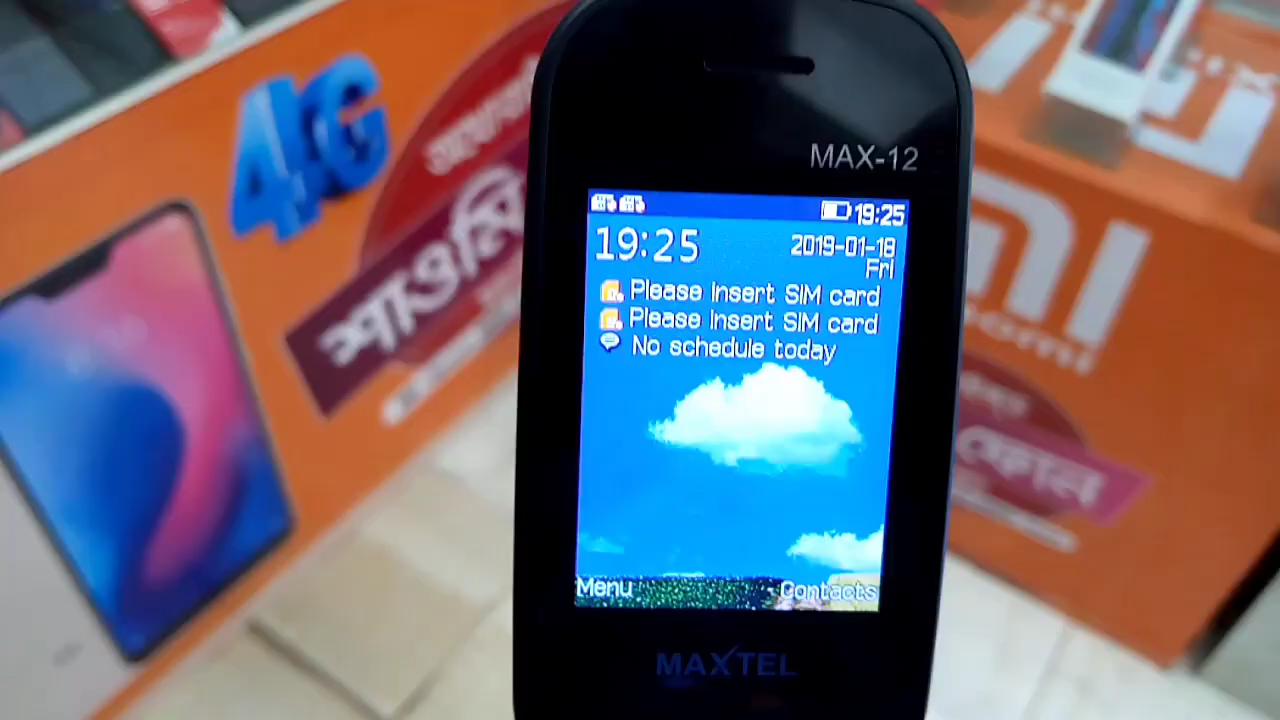 4G
শাওমি
MAX-12
19:25
19:25
2019-01-18
Fri
Please insert SIM card
Please insert SIM card
No schedule today
Menu
Contacts
MAXTEL
ফোন